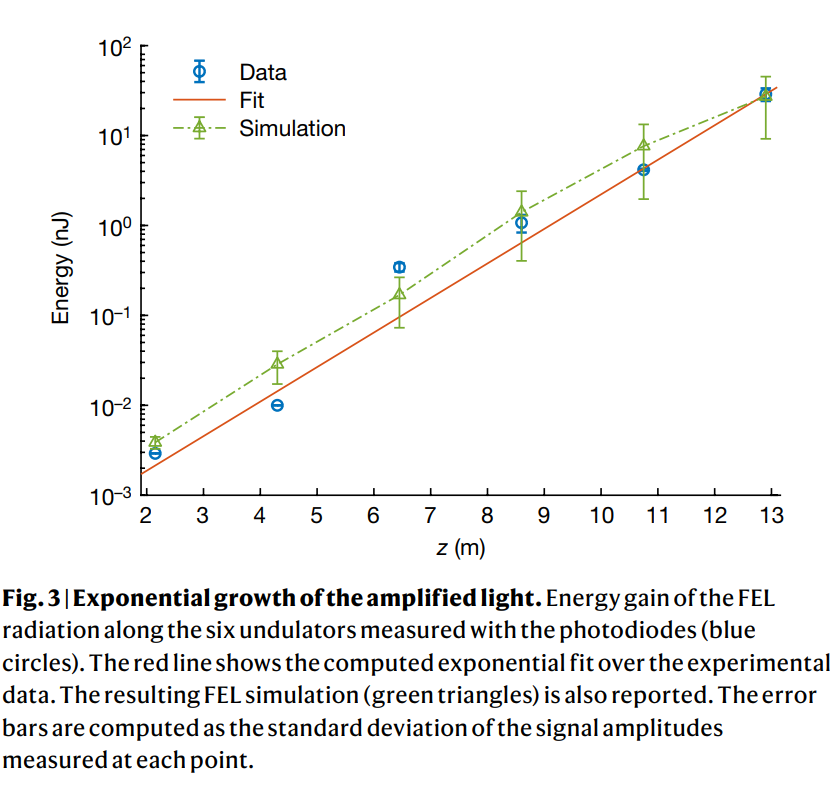 10²
Data
Fit
10¹
Simulation
Energy (nJ)
10⁰
10⁻¹
10⁻²
10⁻³
2 3 4 5 6 7 8 9 10 11 12 13
z (m)
Fig. 3 | Exponential growth of the amplified light. Energy gain of the FEL
radiation along the six undulators measured with the photodiodes (blue
circles). The red line shows the computed exponential fit over the experimental
data. The resulting FEL simulation (green triangles) is also reported. The error
bars are computed as the standard deviation of the signal amplitudes
measured at each point.